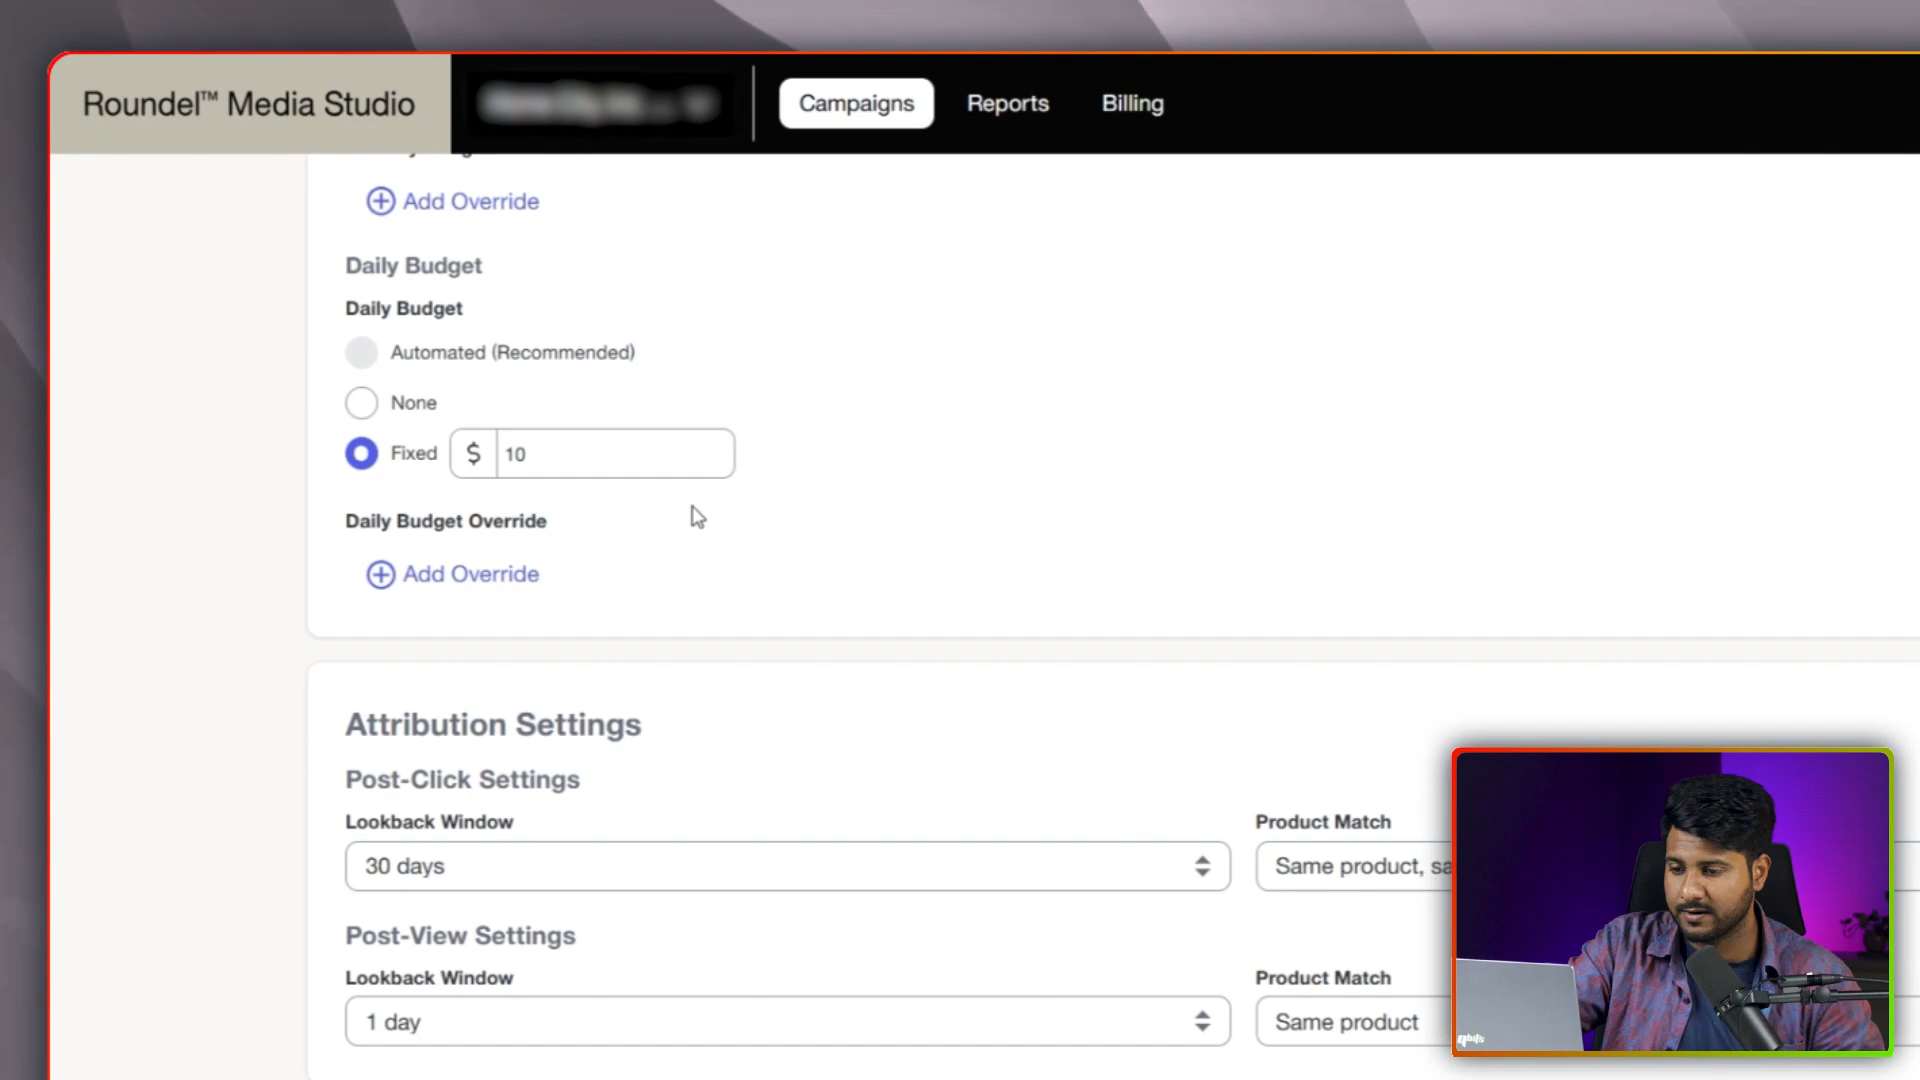 Roundel™ Media Studio
Campaigns
Reports
Billing
Add Override
Daily Budget
Daily Budget
Automated (Recommended)
None
Fixed $ 10
Daily Budget Override
Add Override
Attribution Settings
Post-Click Settings
Lookback Window
Product Match
30 days
Same product, sa
Post-View Settings
Lookback Window
Product Match
1 day
Same product